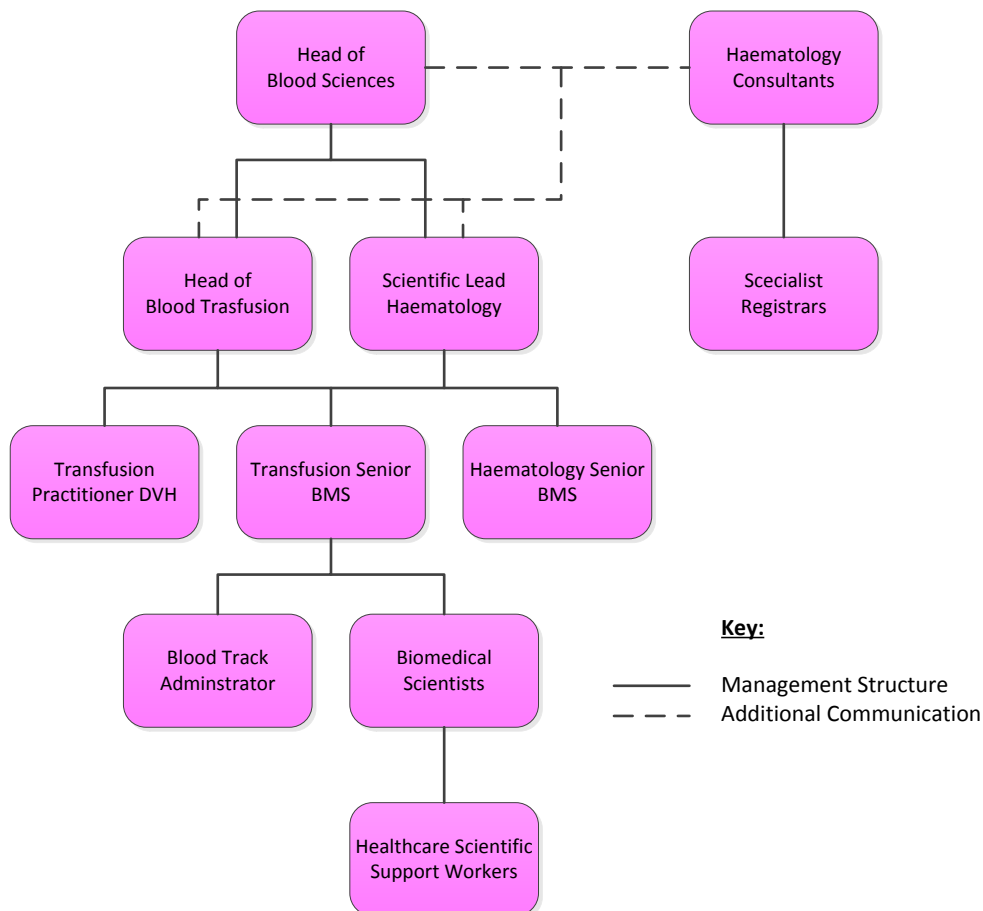 Head of
Blood Sciences
Haematology
Consultants
Head of
Blood Trasfusion
Scientific Lead
Haematology
Scecialist
Registrars
Transfusion
Practitioner DVH
Transfusion Senior
BMS
Haematology Senior
BMS
Blood Track
Adminstrator
Biomedical
Scientists
Key:
Management Structure
Additional Communication
Healthcare Scientific
Support Workers